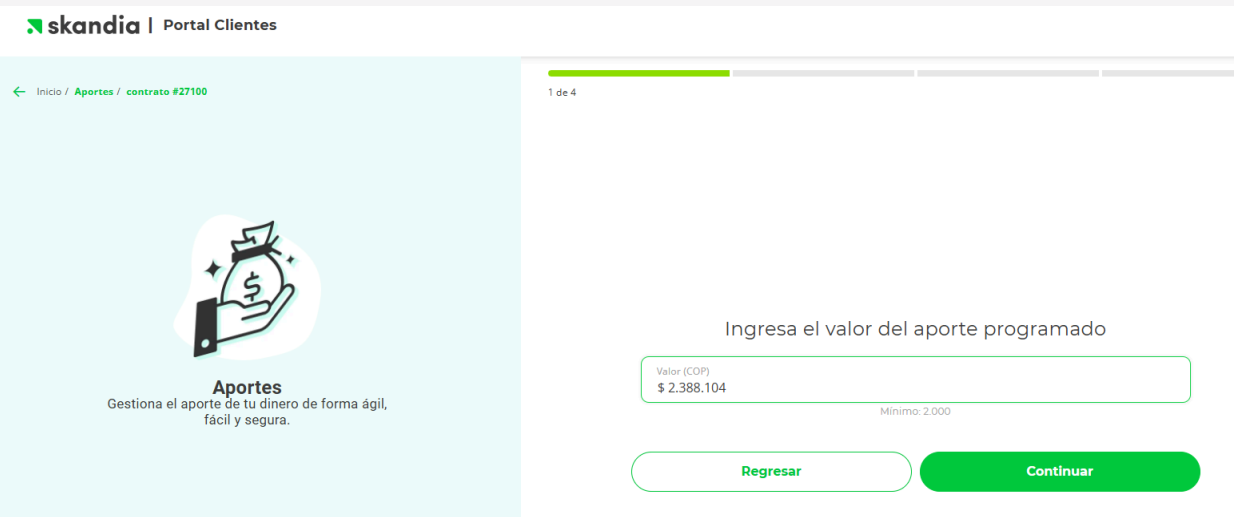 skandia | Portal Clientes
Inicio / Aportes / contrato #27100
Aportes
Gestiona el aporte de tu dinero de forma ágil,
fácil y segura.
1 de 4
Ingresa el valor del aporte programado
Valor (COP)
$ 2.388.104
Mínimo: 2.000
Regresar
Continuar